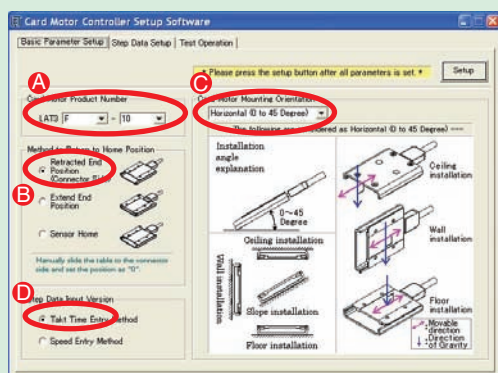 Card Motor Controller Setup Software
Basic Parameter Setup
Step Data Setup
Test Operation
* Please press the setup button after all parameters is set. *
Setup
A
Card Motor Product Number
LAT3 F - 10
C
Card Motor Mounting Orientation
Horizontal (0 to 45 Degree)
The following are considered as Horizontal (0 to 45 Degree) ---
Method to Return to Home Position
B
Retracted End
Position
(Connector Side)
Extend End
Position
Sensor Home
Manually slide the table to the connector
side and set the position as "0".
D
Step Data Input Version
Takt Time Entry Method
Speed Entry Method
Installation
angle
explanation
0~45
Degree
Ceiling installation
Wall installation
Slope installation
Floor installation
Ceiling
installation
Wall
installation
Floor
installation
:Movable
direction
:Direction
of Gravity